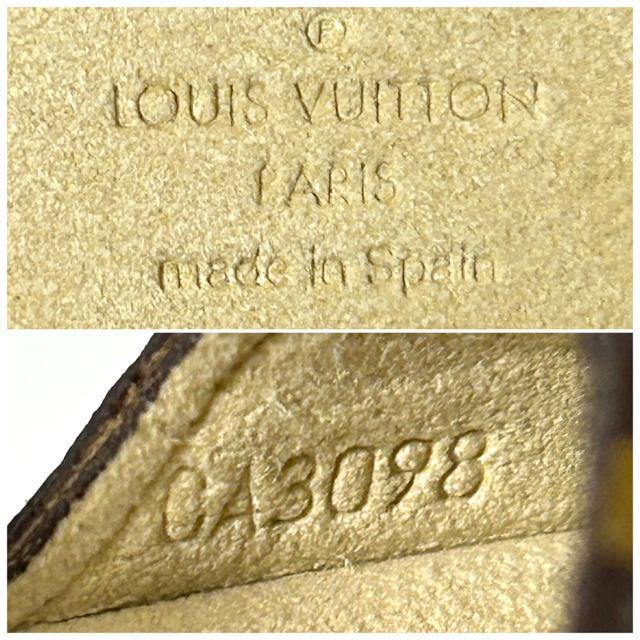 Ⓡ
LOUIS VUITTON
PARIS
made in Spain
CA3098